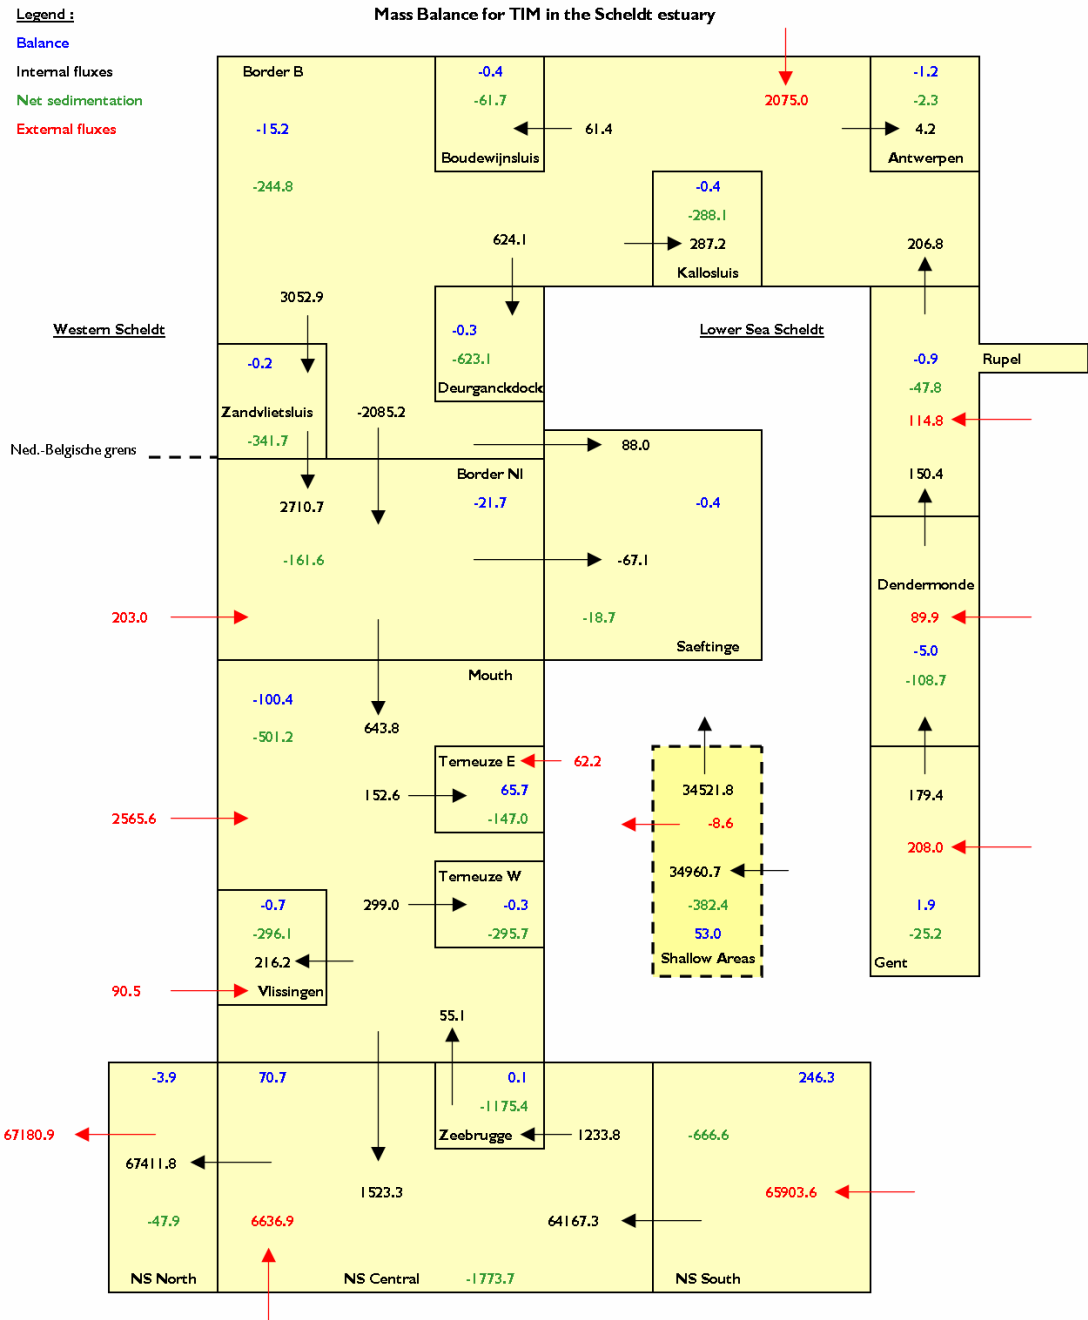 Legend :
Mass Balance for TIM in the Scheldt estuary
Balance
Internal fluxes
Net sedimentation
External fluxes
Border B
-0.4
-1.2
-61.7
2075.0
-2.3
-15.2
61.4
4.2
Boudewijnsluis
Antwerpen
-244.8
-0.4
-288.1
624.1
287.2
206.8
Kallosluis
3052.9
Western Scheldt
-0.3
Lower Sea Scheldt
-0.2
-623.1
-0.9
Rupel
Deurganckdock
-47.8
Zandvlietsluis
-2085.2
114.8
-341.7
88.0
Ned.-Belgische grens
Border Nl
150.4
2710.7
-21.7
-0.4
-161.6
-67.1
Dendermonde
203.0
-18.7
89.9
Saeftinge
-5.0
Mouth
-108.7
-100.4
643.8
-501.2
Terneuze E
62.2
152.6
65.7
34521.8
179.4
2565.6
-147.0
-8.6
208.0
Terneuze W
34960.7
-0.7
299.0
-0.3
-382.4
1.9
-296.1
-295.7
53.0
-25.2
216.2
Shallow Areas
Gent
90.5
Vlissingen
55.1
-3.9
70.7
0.1
246.3
-1175.4
67180.9
Zeebrugge
1233.8
-666.6
67411.8
1523.3
65903.6
-47.9
6636.9
64167.3
NS North
NS Central
-1773.7
NS South